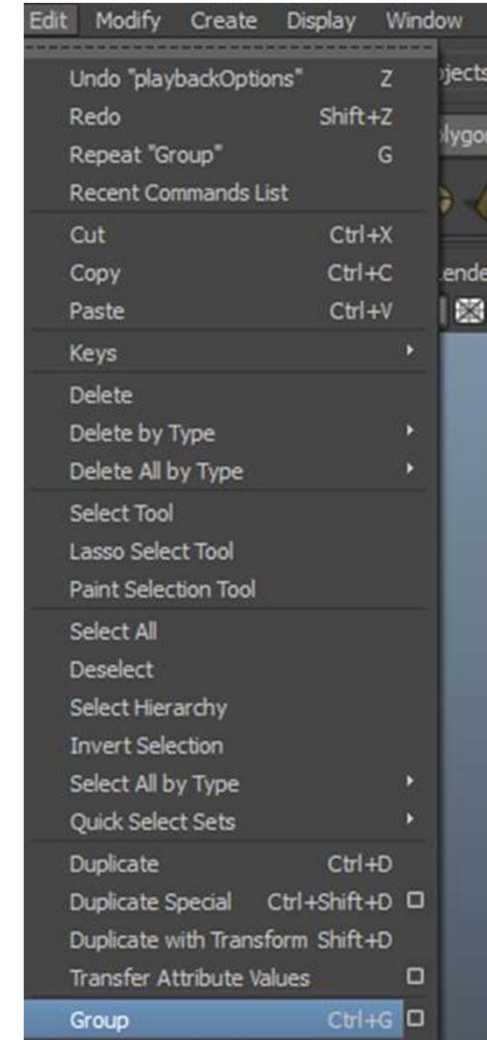 Edit Modify Create Display Window
Undo "playbackOptions" Z
Redo Shift+Z
Repeat "Group" G
Recent Commands List
Cut Ctrl+X
Copy Ctrl+C
Paste Ctrl+V
Keys
Delete
Delete by Type
Delete All by Type
Select Tool
Lasso Select Tool
Paint Selection Tool
Select All
Deselect
Select Hierarchy
Invert Selection
Select All by Type
Quick Select Sets
Duplicate Ctrl+D
Duplicate Special Ctrl+Shift+D
Duplicate with Transform Shift+D
Transfer Attribute Values
Group Ctrl+G